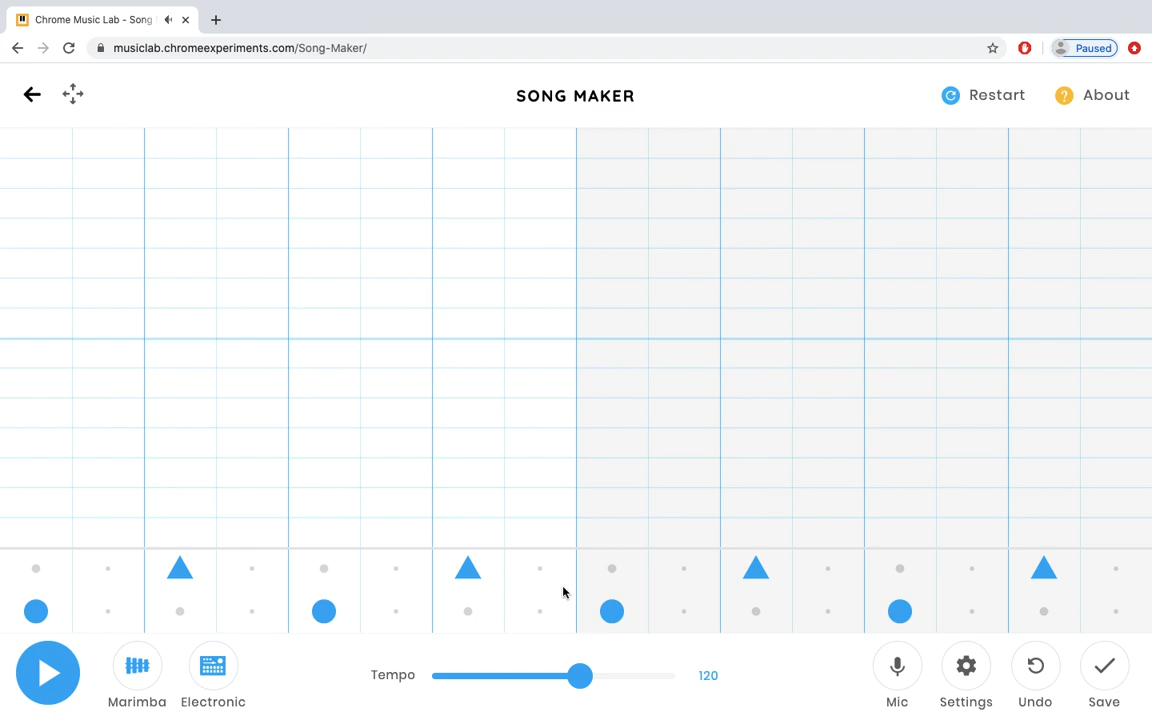 Chrome Music Lab - Song
musiclab.chromeexperiments.com/Song-Maker/
Paused
SONG MAKER
Restart
? About
Marimba
Electronic
Tempo
120
Mic
Settings
Undo
Save